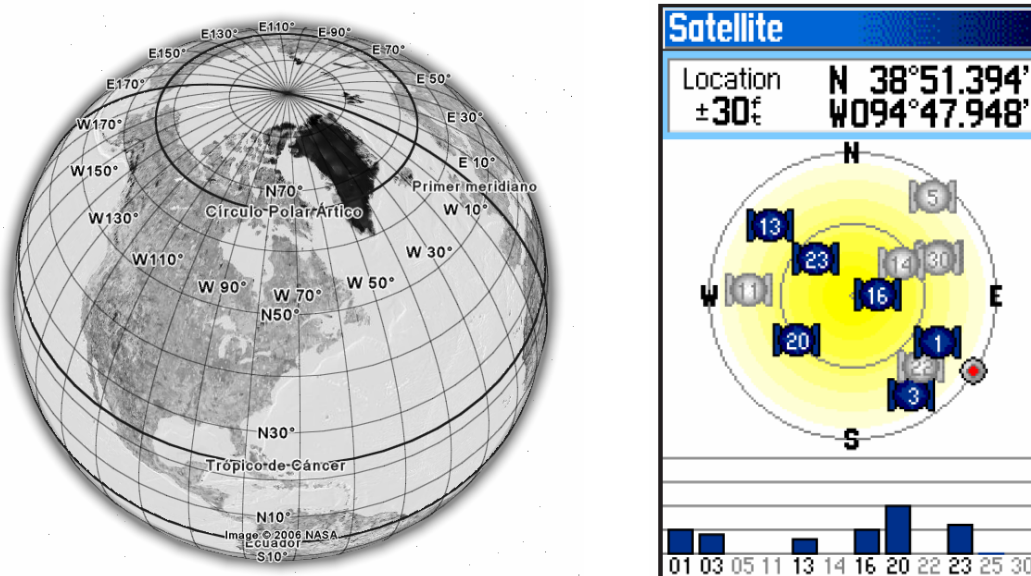 E130° E110° E 90°
E150° E 70°
E170° E 50°
W170° E 30°
W150° E 10°
N70° Primer meridiano
W130° Círculo Polar Ártico W 10°
W110° W 30°
W 90° W 70° W 50°
N50°
N30°
Trópico de Cáncer
N10°
Image © 2006 NASA
Ecuador
S10°
Satellite
Location N 38°51.394'
±30ft W094°47.948'
N
5
13
23 14 30
11 16
W E
20 1
22
3
S
01 03 05 11 13 14 16 20 22 23 25 30